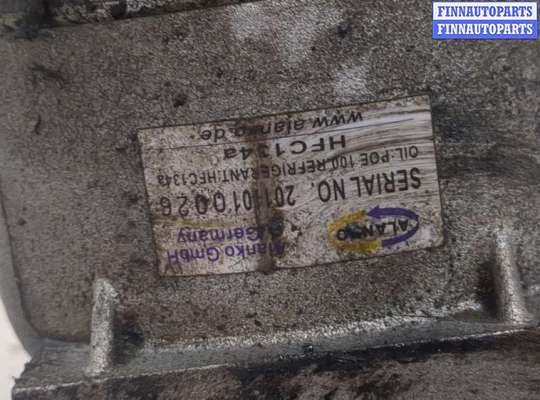 FINNAUTOPARTS
FINNAUTOPARTS
ALANKO
Alanko GmbH
Germany
SERIAL NO.
OIL:POE 100 REFRIGERANT:HFC134a
HFC134a
www.alanko.de